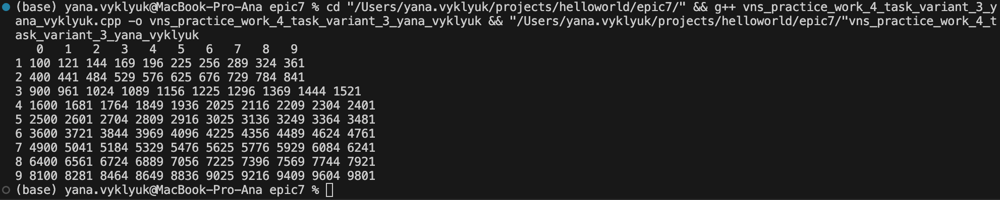 (base) yana.vyklyuk@MacBook-Pro-Ana epic7 % cd "/Users/yana.vyklyuk/projects/helloworld/epic7/" && g++ vns_practice_work_4_task_variant_3_y
ana_vyklyuk.cpp -o vns_practice_work_4_task_variant_3_yana_vyklyuk && "/Users/yana.vyklyuk/projects/helloworld/epic7/"vns_practice_work_4_t
ask_variant_3_yana_vyklyuk
0 1 2 3 4 5 6 7 8 9
1 100 121 144 169 196 225 256 289 324 361
2 400 441 484 529 576 625 676 729 784 841
3 900 961 1024 1089 1156 1225 1296 1369 1444 1521
4 1600 1681 1764 1849 1936 2025 2116 2209 2304 2401
5 2500 2601 2704 2809 2916 3025 3136 3249 3364 3481
6 3600 3721 3844 3969 4096 4225 4356 4489 4624 4761
7 4900 5041 5184 5329 5476 5625 5776 5929 6084 6241
8 6400 6561 6724 6889 7056 7225 7396 7569 7744 7921
9 8100 8281 8464 8649 8836 9025 9216 9409 9604 9801
(base) yana.vyklyuk@MacBook-Pro-Ana epic7 %